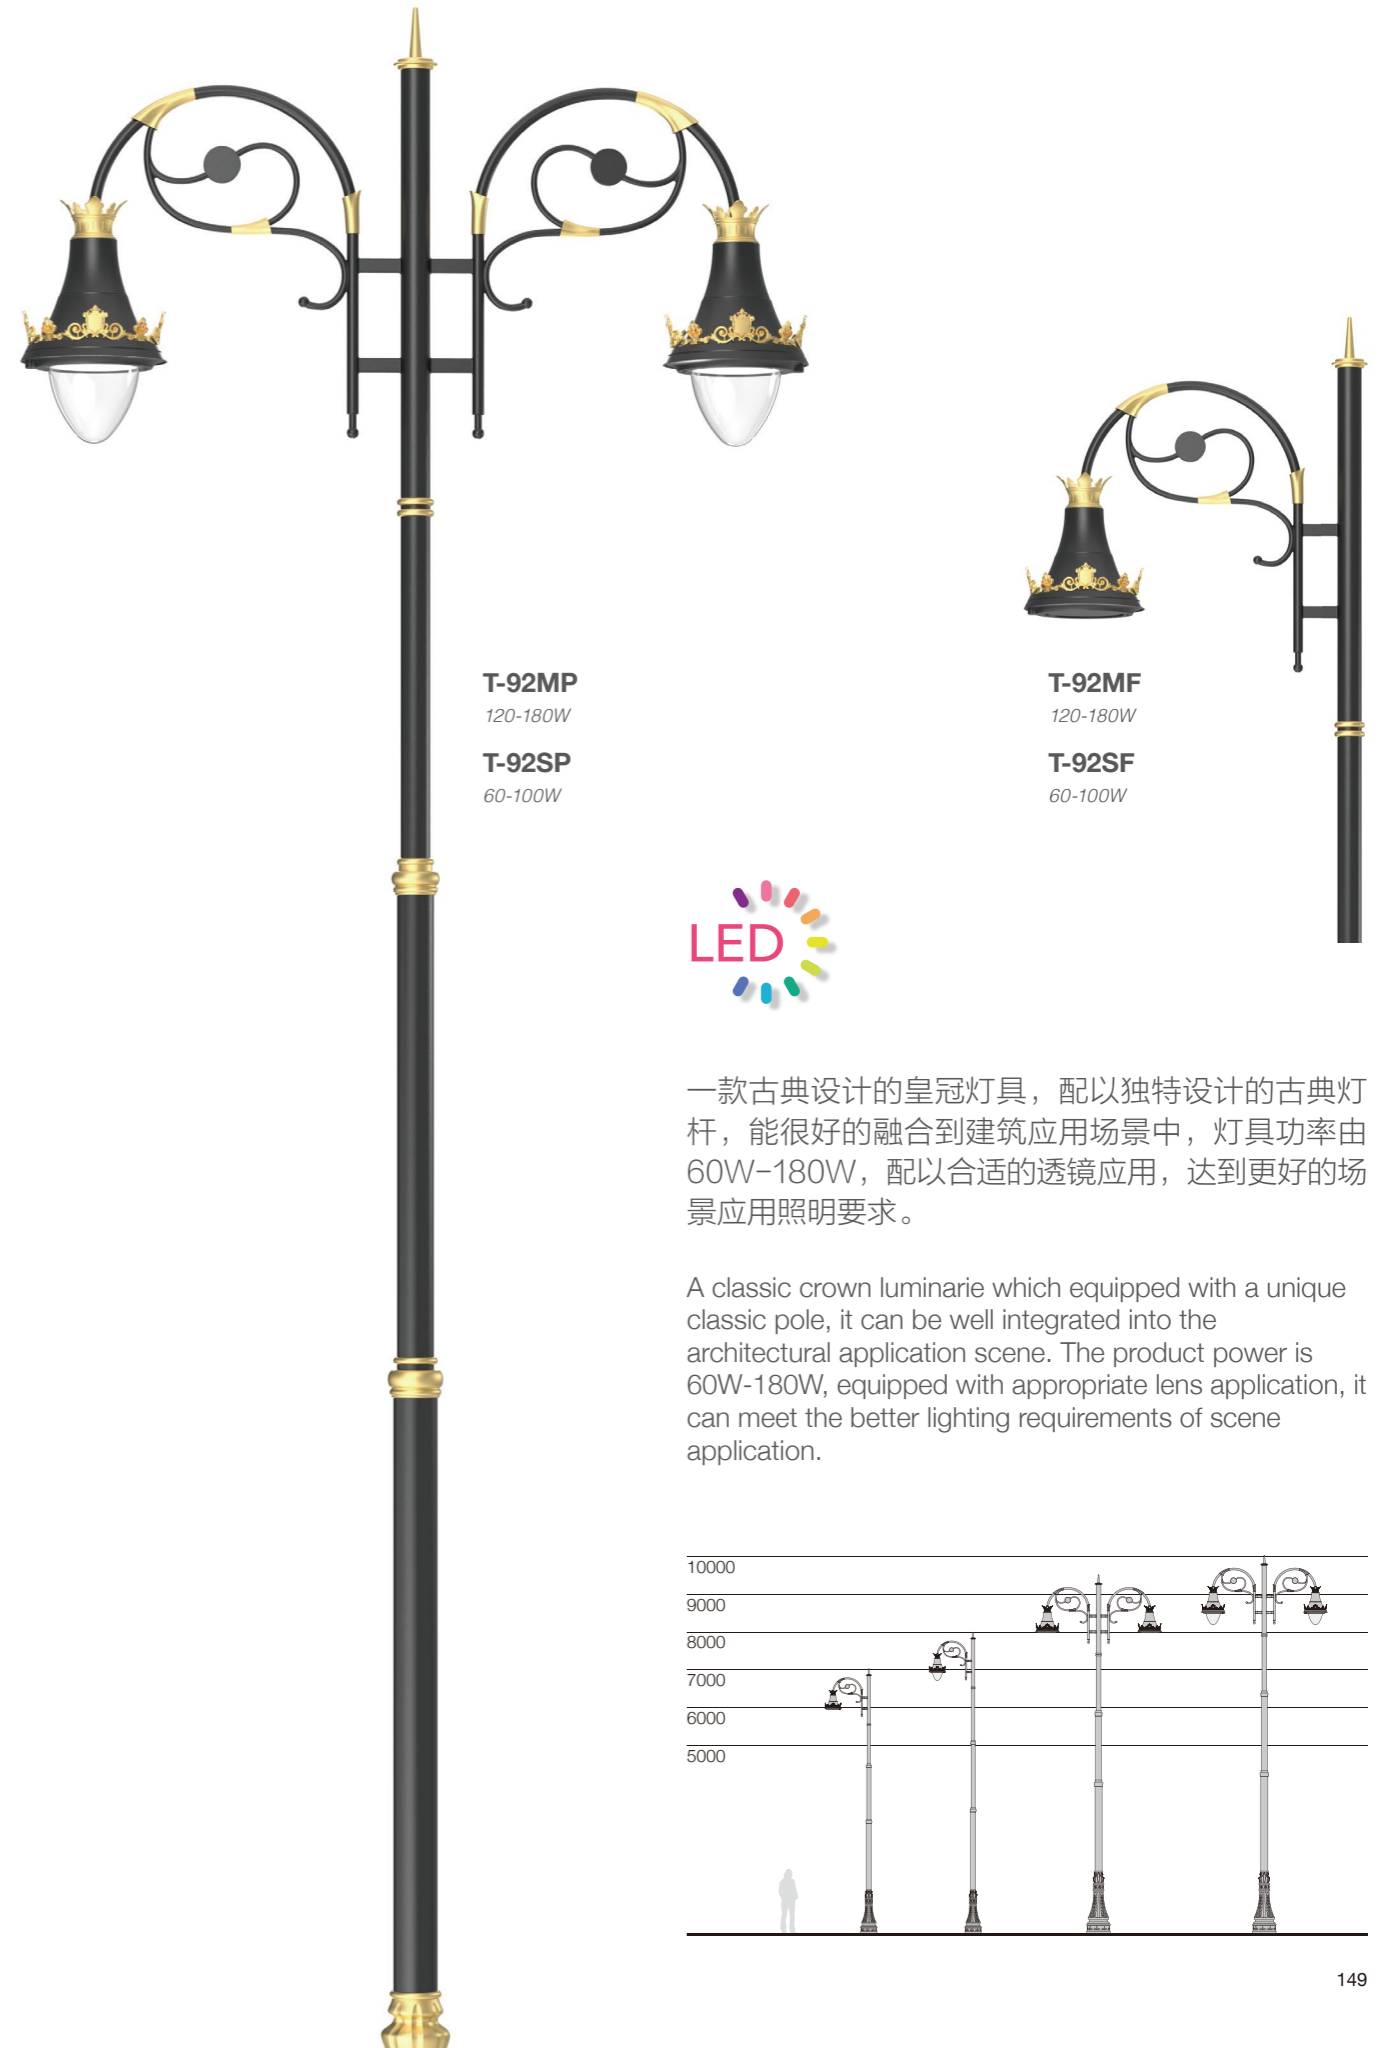 T-92MP
120-180W
T-92SP
60-100W
T-92MF
120-180W
T-92SF
60-100W
LED
一款古典设计的皇冠灯具，配以独特设计的古典灯
杆，能很好的融合到建筑应用场景中，灯具功率由
60W-180W，配以合适的透镜应用，达到更好的场
景应用照明要求。
A classic crown luminarie which equipped with a unique
classic pole, it can be well integrated into the
architectural application scene. The product power is
60W-180W, equipped with appropriate lens application, it
can meet the better lighting requirements of scene
application.
10000
9000
8000
7000
6000
5000
149